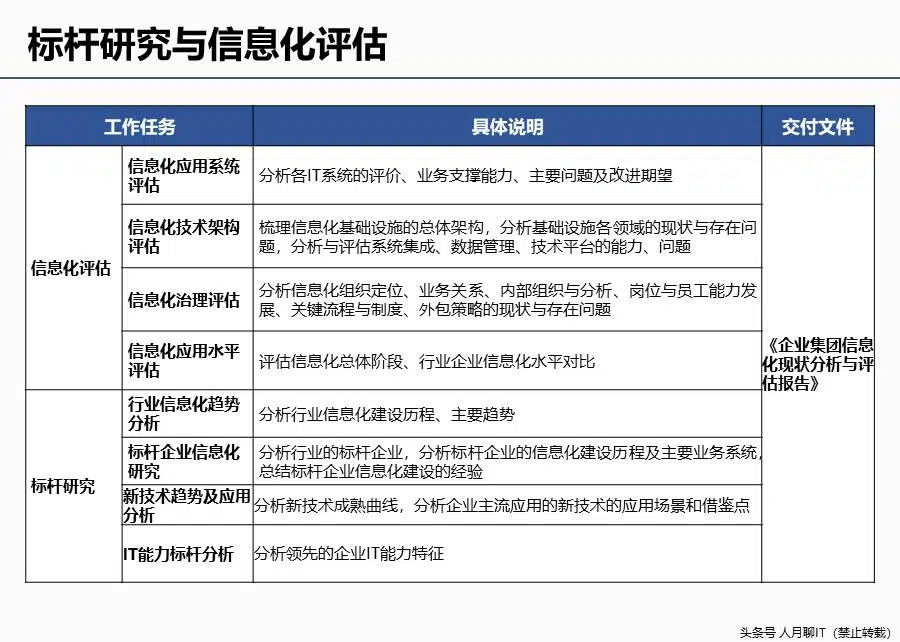 标杆研究与信息化评估
工作任务
具体说明
交付文件
信息化评估
信息化应用系统
评估
分析各IT系统的评价、业务支撑能力、主要问题及改进期望
信息化技术架构
评估
梳理信息化基础设施的总体架构，分析基础设施各领域的现状与存在问
题，分析与评估系统集成、数据管理、技术平台的能力、问题
信息化治理评估
分析信息化组织定位、业务关系、内部组织与分析、岗位与员工能力发
展、关键流程与制度、外包策略的现状与存在问题
信息化应用水平
评估
评估信息化总体阶段、行业企业信息化水平对比
标杆研究
行业信息化趋势
分析
分析行业信息化建设历程、主要趋势
标杆企业信息化
研究
分析行业的标杆企业，分析标杆企业的信息化建设历程及主要业务系统，
总结标杆企业信息化建设的经验
新技术趋势及应用
分析
分析新技术成熟曲线，分析企业主流应用的新技术的应用场景和借鉴点
IT能力标杆分析
分析领先的企业IT能力特征
《企业集团信息
化现状分析与评
估报告》
头条号 人月聊IT（禁止转载）